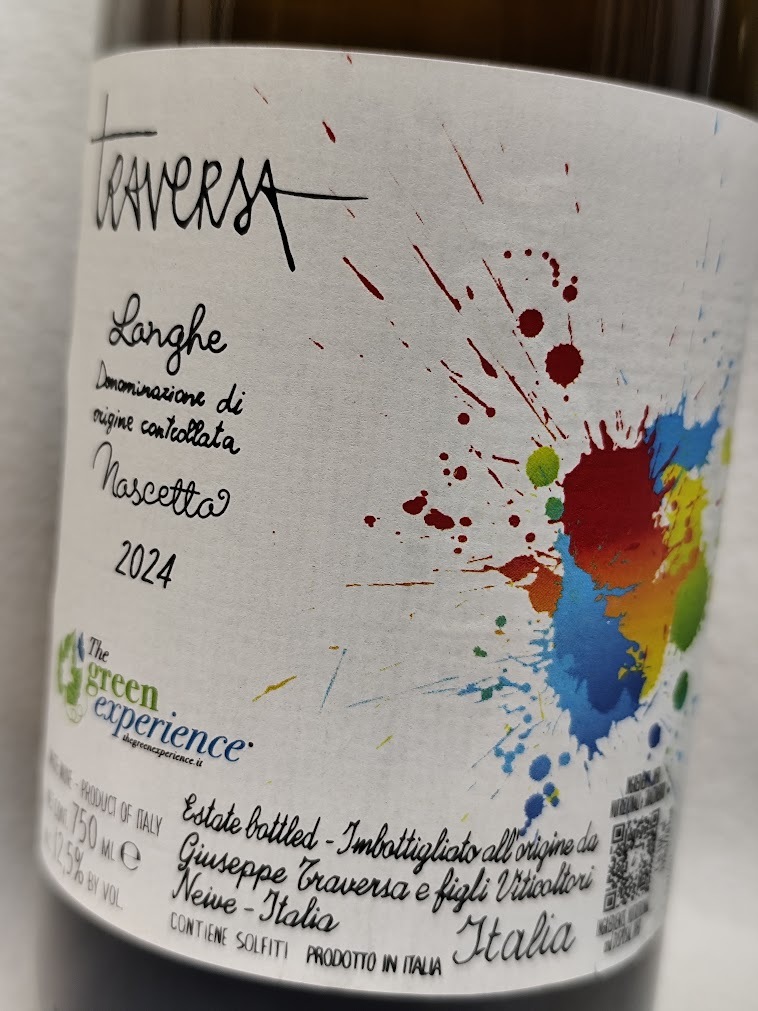 TRAVERSA
Langhe
Denominazione di
origine controllata
Nascetta
2024
The
green
experience
thegreenexperience.it
WINE - PRODUCT OF ITALY
CONT. 750 ML e
12,5% BY VOL.
Estate bottled - Imbottigliato all'origine da
Giuseppe Traversa e figli Viticoltori
Neive - Italia
Italia
CONTIENE SOLFITI PRODOTTO IN ITALIA